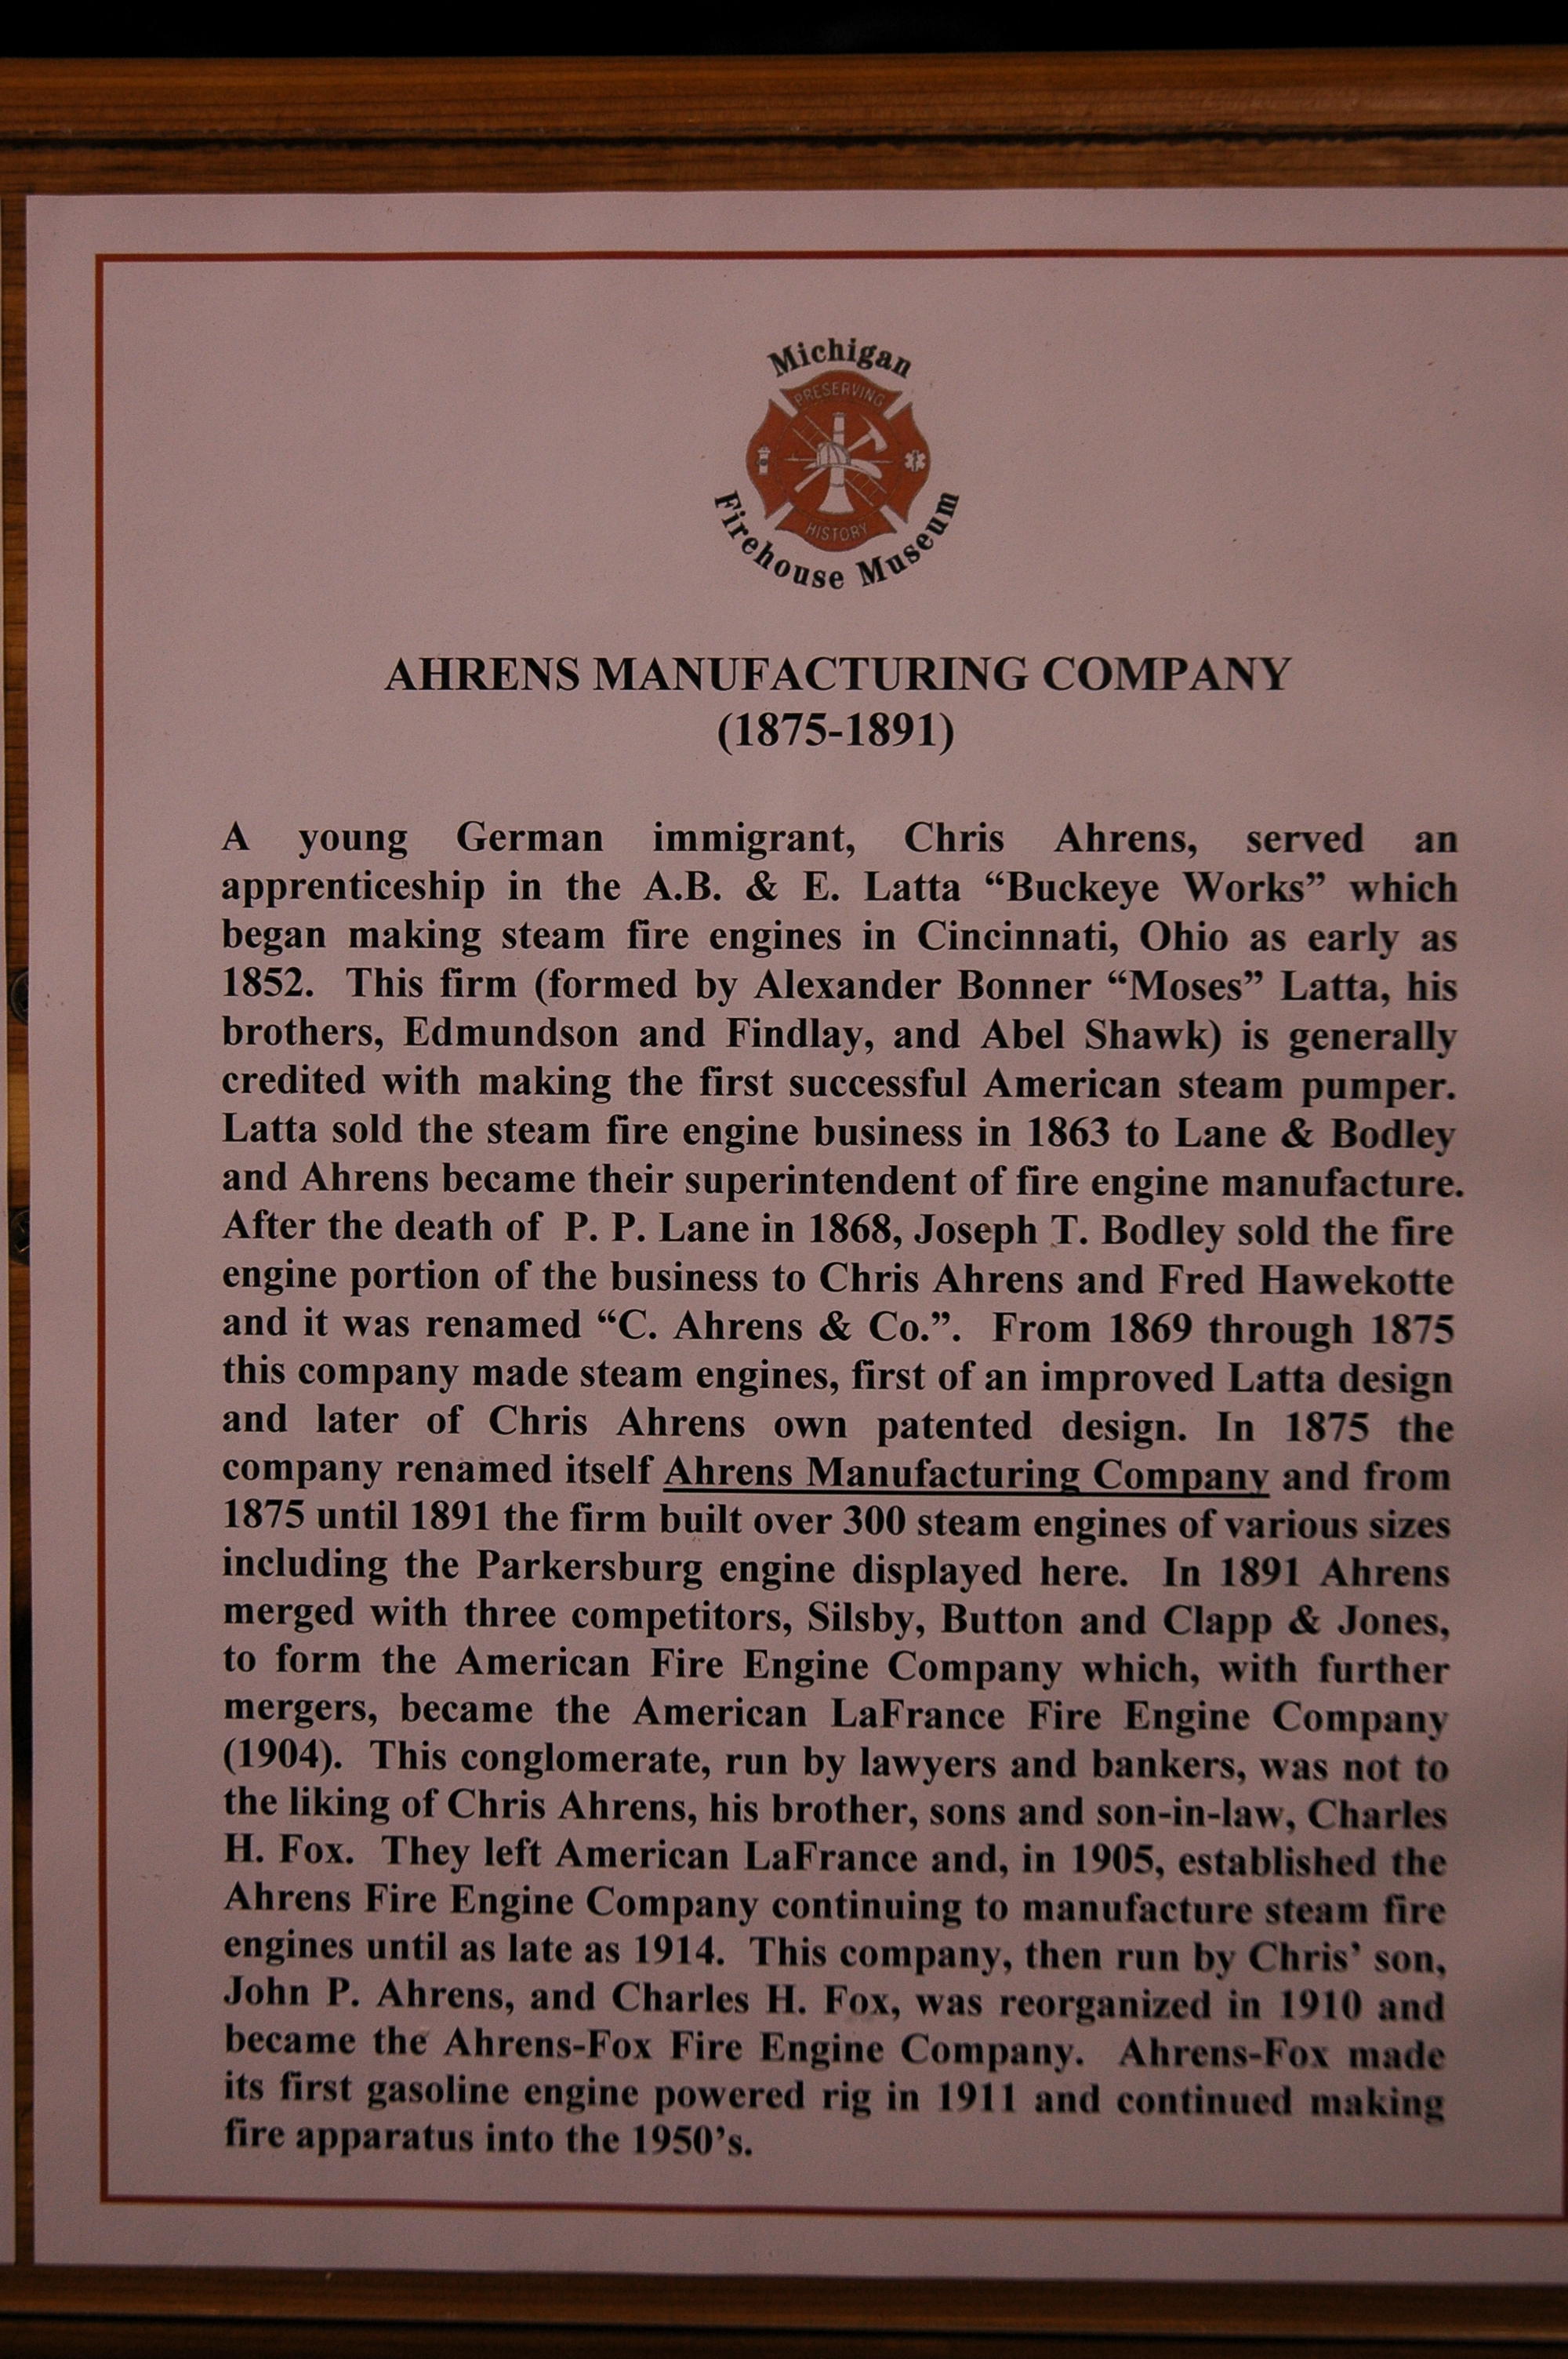 Michigan
PRESERVING
HISTORY
Firehouse Museum
AHRENS MANUFACTURING COMPANY
(1875-1891)
A young German immigrant, Chris Ahrens, served an
apprenticeship in the A.B. & E. Latta “Buckeye Works” which
began making steam fire engines in Cincinnati, Ohio as early as
1852. This firm (formed by Alexander Bonner “Moses” Latta, his
brothers, Edmundson and Findlay, and Abel Shawk) is generally
credited with making the first successful American steam pumper.
Latta sold the steam fire engine business in 1863 to Lane & Bodley
and Ahrens became their superintendent of fire engine manufacture.
After the death of P. P. Lane in 1868, Joseph T. Bodley sold the fire
engine portion of the business to Chris Ahrens and Fred Hawekotte
and it was renamed “C. Ahrens & Co.”. From 1869 through 1875
this company made steam engines, first of an improved Latta design
and later of Chris Ahrens own patented design. In 1875 the
company renamed itself Ahrens Manufacturing Company and from
1875 until 1891 the firm built over 300 steam engines of various sizes
including the Parkersburg engine displayed here. In 1891 Ahrens
merged with three competitors, Silsby, Button and Clapp & Jones,
to form the American Fire Engine Company which, with further
mergers, became the American LaFrance Fire Engine Company
(1904). This conglomerate, run by lawyers and bankers, was not to
the liking of Chris Ahrens, his brother, sons and son-in-law, Charles
H. Fox. They left American LaFrance and, in 1905, established the
Ahrens Fire Engine Company continuing to manufacture steam fire
engines until as late as 1914. This company, then run by Chris’ son,
John P. Ahrens, and Charles H. Fox, was reorganized in 1910 and
became the Ahrens-Fox Fire Engine Company. Ahrens-Fox made
its first gasoline engine powered rig in 1911 and continued making
fire apparatus into the 1950’s.